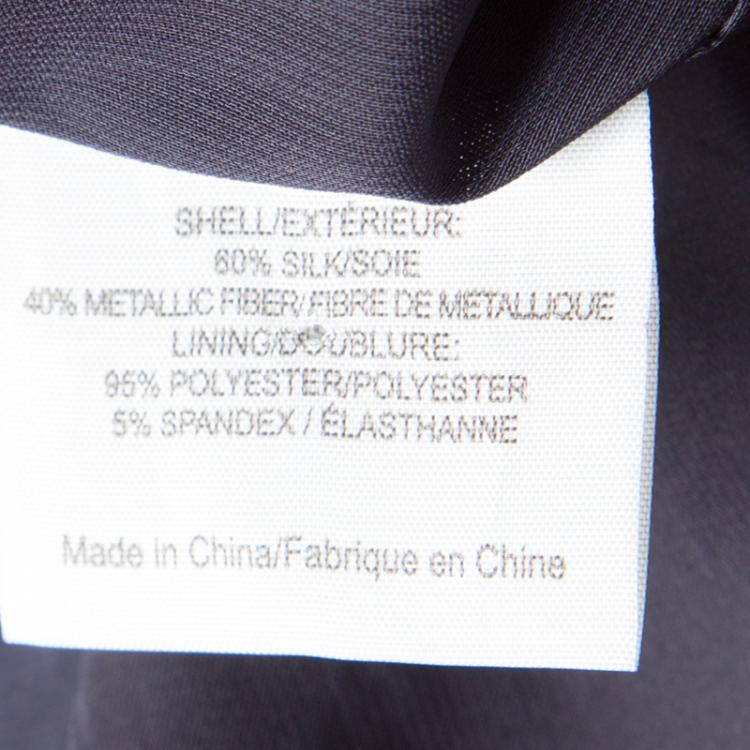 SHELL/EXTÉRIEUR:
60% SILK/SOIE
40% METALLIC FIBER/FIBRE DE METALLIQUE
LINING/DOUBLURE:
95% POLYESTER/POLYESTER
5% SPANDEX / ÉLASTHANNE
Made in China/Fabrique en Chine